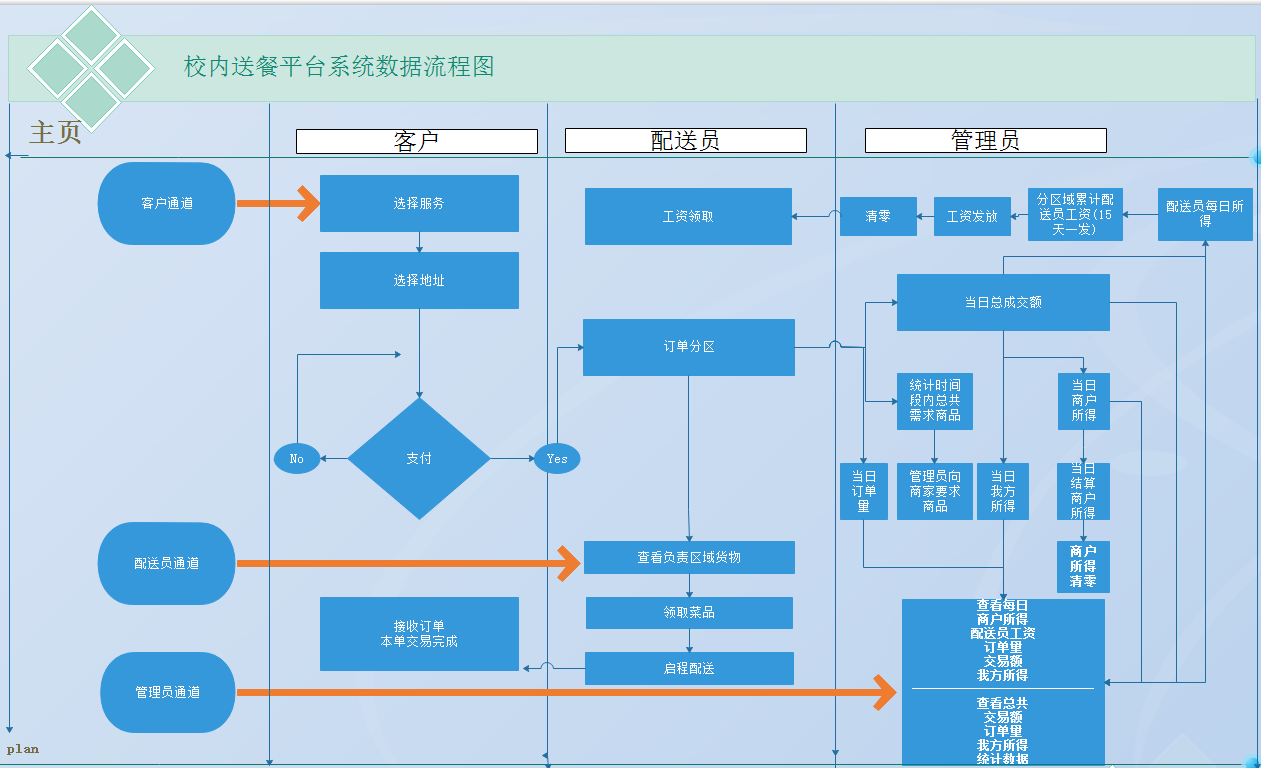 校内送餐平台系统数据流程图
主页
客户
配送员
管理员
客户通道
选择服务
选择地址
支付
No
Yes
工资领取
清零
工资发放
分区域累计配
送员工资(15
天一发)
配送员每日所
得
当日总成交额
订单分区
统计时间
段内总共
需求商品
当日
商户
所得
当日
订单
量
管理员向
商家要求
商品
当日
我方
所得
当日
结算
商户
所得
商户
所得
清零
配送员通道
查看负责区域货物
领取菜品
启程配送
接收订单
本单交易完成
管理员通道
查看每日
商户所得
配送员工资
订单量
交易额
我方所得
查看总共
交易额
订单量
我方所得
统计数据
plan